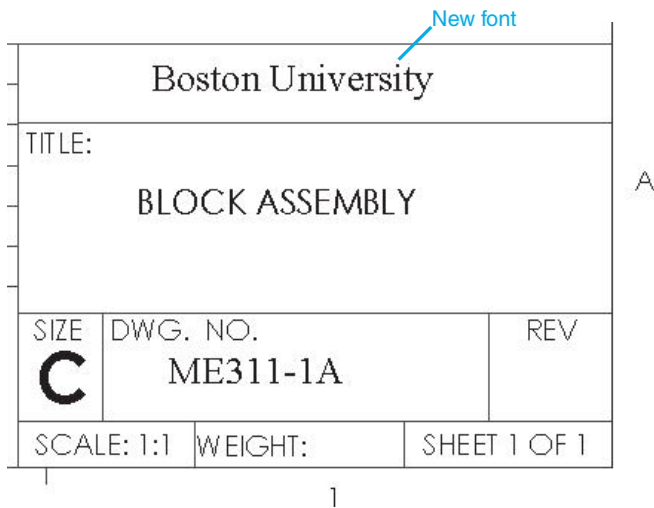 New font
Boston University
TITLE:
BLOCK ASSEMBLY
A
SIZE DWG. NO. REV
C ME311-1A
SCALE: 1:1 WEIGHT: SHEET 1 OF 1
1